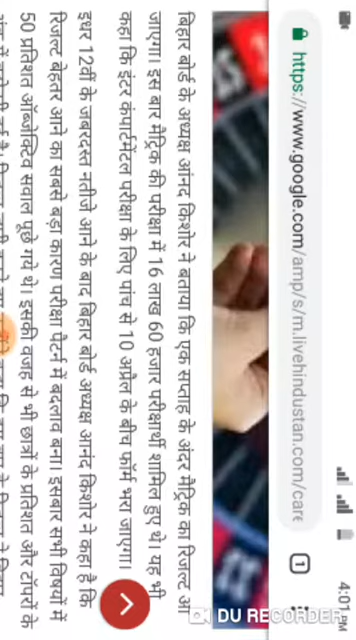 4:01 PM
https://www.google.com/amp/s/m.livehindustan.com/care
1
बिहार बोर्ड के अध्यक्ष आंनद किशोर ने बताया कि एक सप्ताह के अंदर मैट्रिक का रिजल्ट आ
जाएगा। इस बार मैट्रिक की परीक्षा में 16 लाख 60 हजार परीक्षार्थी शामिल हुए थे। यह भी
कहा कि इंटर कंपार्टमेंटल परीक्षा के लिए पांच से 10 अप्रैल के बीच फॉर्म भरा जाएगा।
इधर 12वीं के जबरदस्त नतीजे आने के बाद बिहार बोर्ड अध्यक्ष आनंद किशोर ने कहा है कि
रिजल्ट बेहतर आने का सबसे बड़ा कारण परीक्षा पैटर्न में बदलाव बना। इसबार सभी विषयों में
50 प्रतिशत ऑब्जेक्टिव सवाल पूछे गये थे। इसकी वजह से भी छात्रों के प्रतिशत और टॉपरों के
DU RECORDER